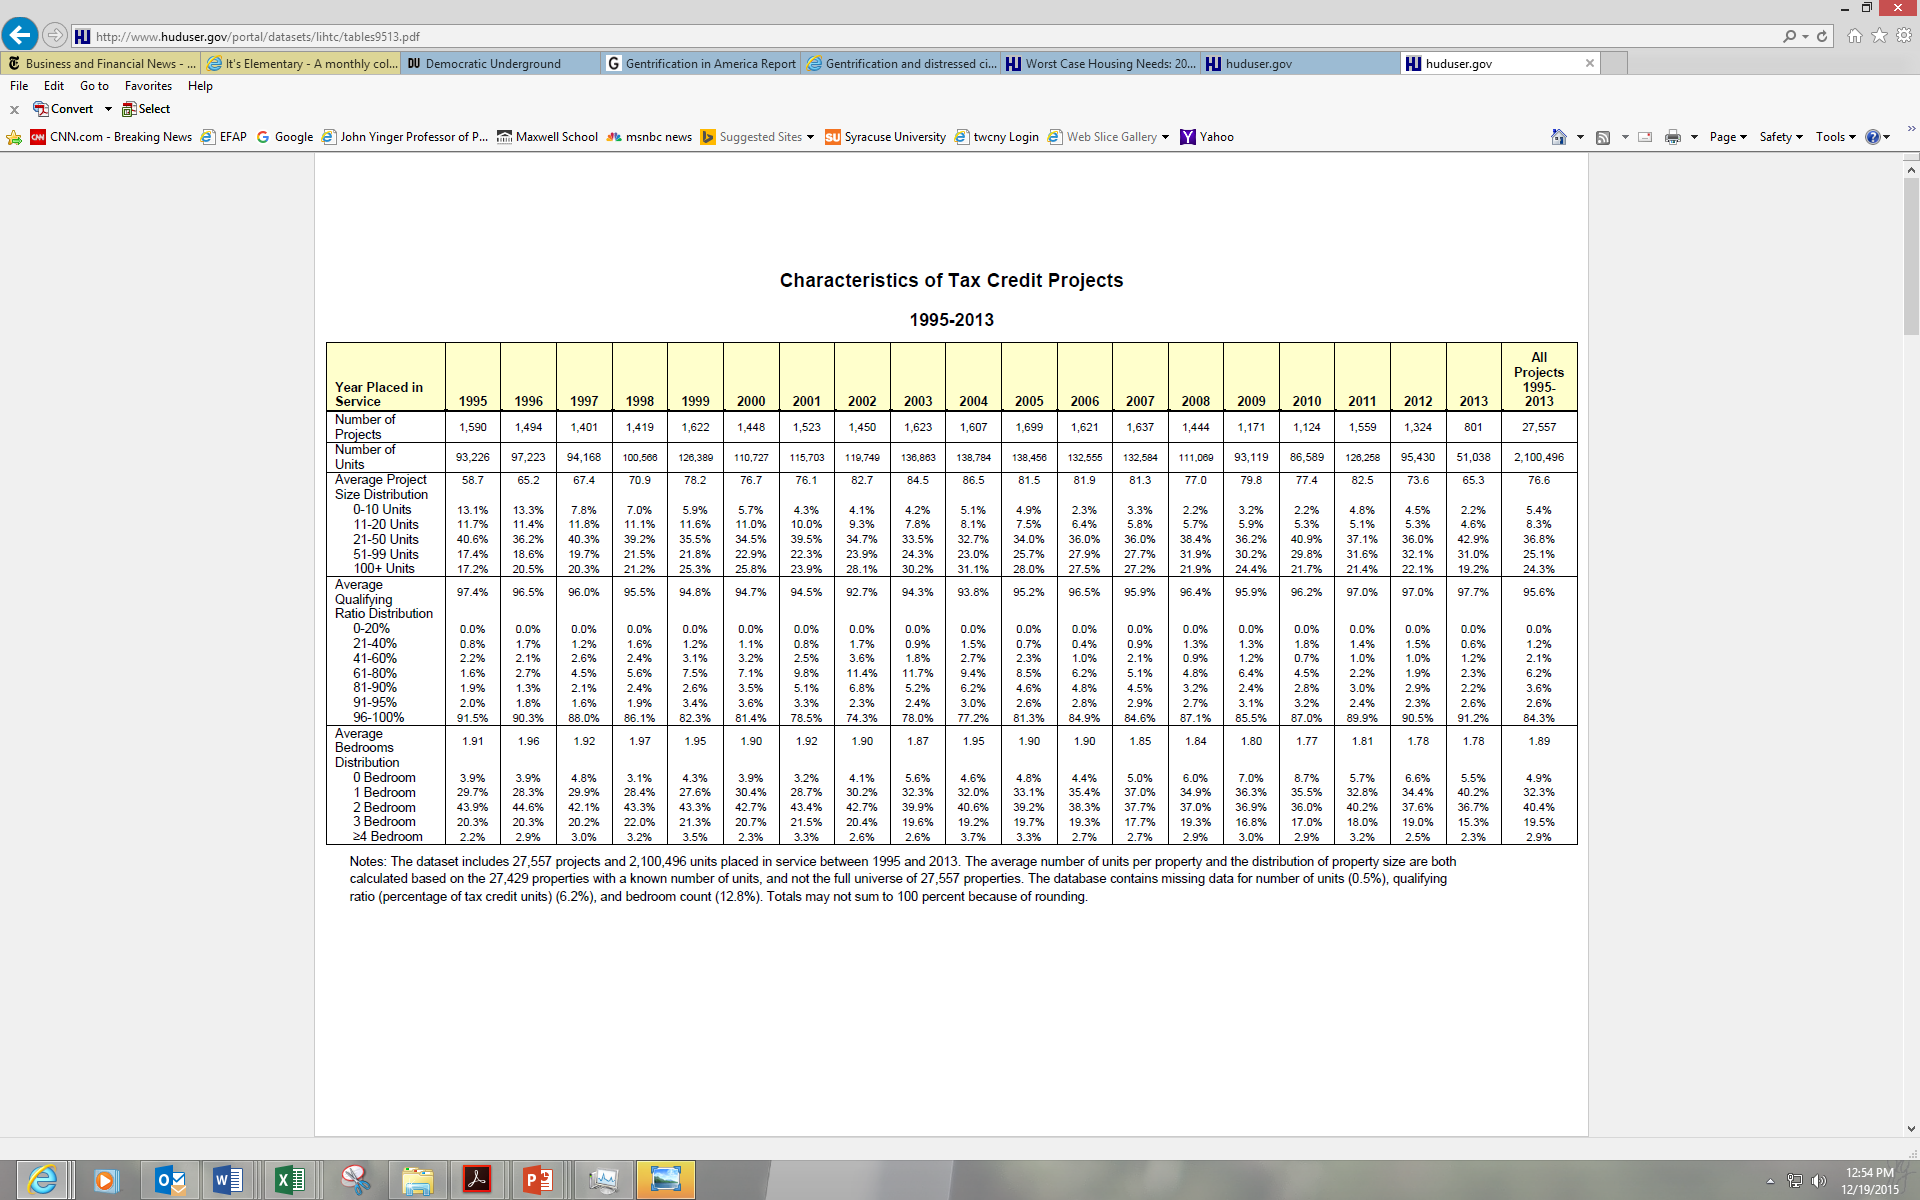 http://www.huduser.gov/portal/datasets/lihtc/tables9513.pdf
Business and Financial News - ... It's Elementary - A monthly col... DU Democratic Underground G Gentrification in America Report Gentrification and distressed ci... Worst Case Housing Needs: 20... huduser.gov huduser.gov
File Edit Go to Favorites Help
x Convert Select
CNN.com - Breaking News EFAP Google John Yinger Professor of P... Maxwell School msnbc news Suggested Sites SU Syracuse University twcny Login Web Slice Gallery Yahoo Page Safety Tools
Characteristics of Tax Credit Projects
1995-2013
Year Placed in Service 1995 1996 1997 1998 1999 2000 2001 2002 2003 2004 2005 2006 2007 2008 2009 2010 2011 2012 2013 All Projects 1995-2013
Number of Projects 1,590 1,494 1,401 1,419 1,622 1,448 1,523 1,450 1,623 1,607 1,699 1,621 1,637 1,444 1,171 1,124 1,559 1,324 801 27,557
Number of Units 93,226 97,223 94,168 100,566 126,389 110,727 115,703 119,749 136,863 138,784 138,456 132,555 132,584 111,069 93,119 86,589 126,258 95,430 51,038 2,100,496
Average Project 58.7 65.2 67.4 70.9 78.2 76.7 76.1 82.7 84.5 86.5 81.5 81.9 81.3 77.0 79.8 77.4 82.5 73.6 65.3 76.6
Size Distribution
0-10 Units 13.1% 13.3% 7.8% 7.0% 5.9% 5.7% 4.3% 4.1% 4.2% 5.1% 4.9% 2.3% 3.3% 2.2% 3.2% 2.2% 4.8% 4.5% 2.2% 5.4%
11-20 Units 11.7% 11.4% 11.8% 11.1% 11.6% 11.0% 10.0% 9.3% 7.8% 8.1% 7.5% 6.4% 5.8% 5.7% 5.9% 5.3% 5.1% 5.3% 4.6% 8.3%
21-50 Units 40.6% 36.2% 40.3% 39.2% 35.5% 34.5% 39.5% 34.7% 33.5% 32.7% 34.0% 36.0% 36.0% 38.4% 36.2% 40.9% 37.1% 36.0% 42.9% 36.8%
51-99 Units 17.4% 18.6% 19.7% 21.5% 21.8% 22.9% 22.3% 23.9% 24.3% 23.0% 25.7% 27.9% 27.7% 31.9% 30.2% 29.8% 31.6% 32.1% 31.0% 25.1%
100+ Units 17.2% 20.5% 20.3% 21.2% 25.3% 25.8% 23.9% 28.1% 30.2% 31.1% 28.0% 27.5% 27.2% 21.9% 24.4% 21.7% 21.4% 22.1% 19.2% 24.3%
Average Qualifying 97.4% 96.5% 96.0% 95.5% 94.8% 94.7% 94.5% 92.7% 94.3% 93.8% 95.2% 96.5% 95.9% 96.4% 95.9% 96.2% 97.0% 97.0% 97.7% 95.6%
Ratio Distribution
0-20% 0.0% 0.0% 0.0% 0.0% 0.0% 0.0% 0.0% 0.0% 0.0% 0.0% 0.0% 0.0% 0.0% 0.0% 0.0% 0.0% 0.0% 0.0% 0.0% 0.0%
21-40% 0.8% 1.7% 1.2% 1.6% 1.2% 1.1% 0.8% 1.7% 0.9% 1.5% 0.7% 0.4% 0.9% 1.3% 1.3% 1.8% 1.4% 1.5% 0.6% 1.2%
41-60% 2.2% 2.1% 2.6% 2.4% 3.1% 3.2% 2.5% 3.6% 1.8% 2.7% 2.3% 1.0% 2.1% 0.9% 1.2% 0.7% 1.0% 1.0% 1.2% 2.1%
61-80% 1.6% 2.7% 4.5% 5.6% 7.5% 7.1% 9.8% 11.4% 11.7% 9.4% 8.5% 6.2% 5.1% 4.8% 6.4% 4.5% 2.2% 1.9% 2.3% 6.2%
81-90% 1.9% 1.3% 2.1% 2.4% 2.6% 3.5% 5.1% 6.8% 5.2% 6.2% 4.6% 4.8% 4.5% 3.2% 2.4% 2.8% 3.0% 2.9% 2.2% 3.6%
91-95% 2.0% 1.8% 1.6% 1.9% 3.4% 3.6% 3.3% 2.3% 2.4% 3.0% 2.6% 2.8% 2.9% 2.7% 3.1% 3.2% 2.4% 2.3% 2.6% 2.6%
96-100% 91.5% 90.3% 88.0% 86.1% 82.3% 81.4% 78.5% 74.3% 78.0% 77.2% 81.3% 84.9% 84.6% 87.1% 85.5% 87.0% 89.9% 90.5% 91.2% 84.3%
Average Bedrooms 1.91 1.96 1.92 1.97 1.95 1.90 1.92 1.90 1.87 1.95 1.90 1.90 1.85 1.84 1.80 1.77 1.81 1.78 1.78 1.89
Distribution
0 Bedroom 3.9% 3.9% 4.8% 3.1% 4.3% 3.9% 3.2% 4.1% 5.6% 4.6% 4.8% 4.4% 5.0% 6.0% 7.0% 8.7% 5.7% 6.6% 5.5% 4.9%
1 Bedroom 29.7% 28.3% 29.9% 28.4% 27.6% 30.4% 28.7% 30.2% 32.3% 32.0% 33.1% 35.4% 37.0% 34.9% 36.3% 35.5% 32.8% 34.4% 40.2% 32.3%
2 Bedroom 43.9% 44.6% 42.1% 43.3% 43.3% 42.7% 43.4% 42.7% 39.9% 40.6% 39.2% 38.3% 37.7% 37.0% 36.9% 36.0% 40.2% 37.6% 36.7% 40.4%
3 Bedroom 20.3% 20.3% 20.2% 22.0% 21.3% 20.7% 21.5% 20.4% 19.6% 19.2% 19.7% 19.3% 17.7% 19.3% 16.8% 17.0% 18.0% 19.0% 15.3% 19.5%
≥4 Bedroom 2.2% 2.9% 3.0% 3.2% 3.5% 2.3% 3.3% 2.6% 2.6% 3.7% 3.3% 2.7% 2.7% 2.9% 3.0% 2.9% 3.2% 2.5% 2.3% 2.9%
Notes: The dataset includes 27,557 projects and 2,100,496 units placed in service between 1995 and 2013. The average number of units per property and the distribution of property size are both
calculated based on the 27,429 properties with a known number of units, and not the full universe of 27,557 properties. The database contains missing data for number of units (0.5%), qualifying
ratio (percentage of tax credit units) (6.2%), and bedroom count (12.8%). Totals may not sum to 100 percent because of rounding.
12:54 PM
12/19/2015